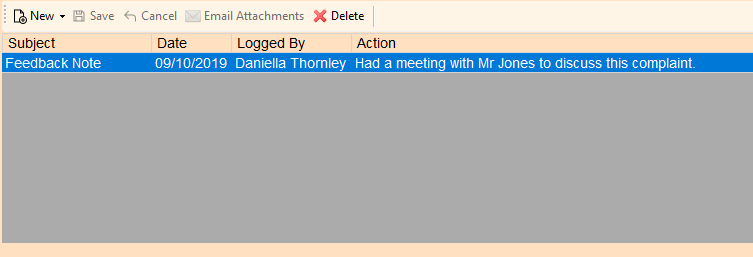 New Save Cancel Email Attachments Delete
Subject Date Logged By Action
Feedback Note 09/10/2019 Daniella Thornley Had a meeting with Mr Jones to discuss this complaint.